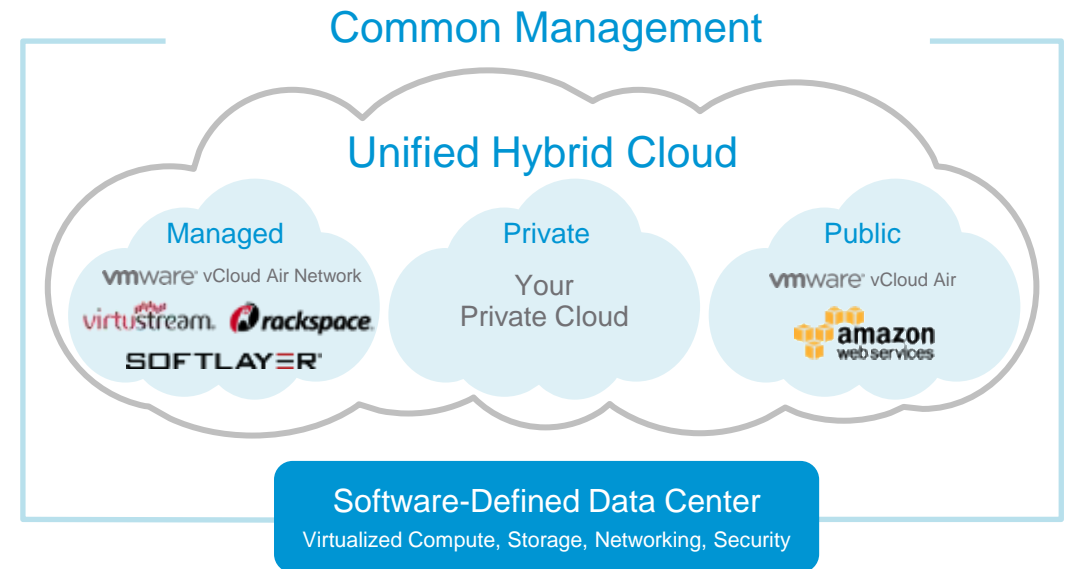 Common Management
Unified Hybrid Cloud
Managed
vmware® vCloud Air Network
virtustream.
rackspace.
SOFTLAYER®
Private
Your
Private Cloud
Public
vmware® vCloud Air
amazon
web services
Software-Defined Data Center
Virtualized Compute, Storage, Networking, Security